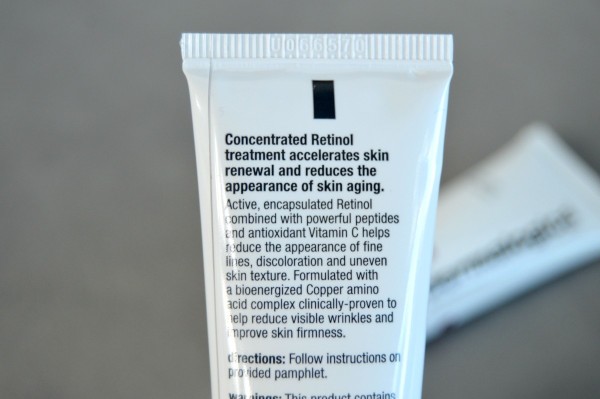 0066570
Concentrated Retinol
treatment accelerates skin
renewal and reduces the
appearance of skin aging.
Active, encapsulated Retinol
combined with powerful peptides
and antioxidant Vitamin C helps
reduce the appearance of fine
lines, discoloration and uneven
skin texture. Formulated with
a bioenergized Copper amino
acid complex clinically-proven to
help reduce visible wrinkles and
improve skin firmness.
directions: Follow instructions on
provided pamphlet.
Warnings: This product contains